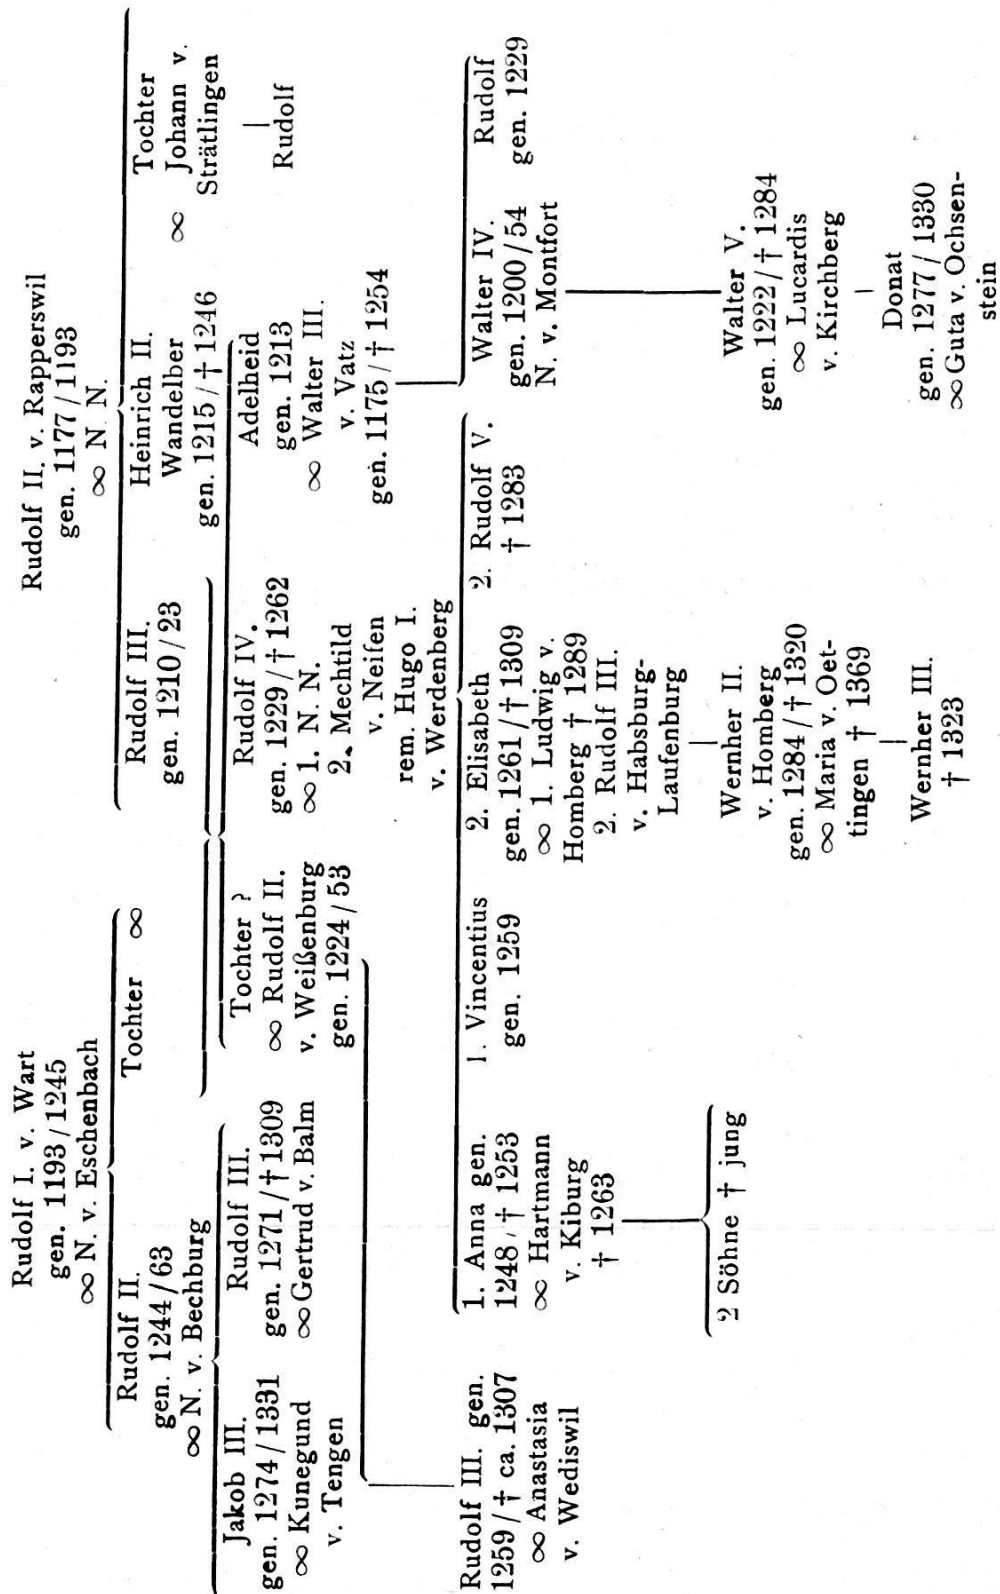 Rudolf I. v. Wart
gen. 1193/1245
∞ N. v. Eschenbach
Rudolf II. v. Rapperswil
gen. 1177/1193
∞ N. N.
Rudolf II.
gen. 1244/63
∞ N. v. Bechburg
Tochter ∞
Rudolf III.
gen. 1210/23
Heinrich II.
Wandelber
gen. 1215/† 1246
Tochter
∞ Johann v.
Strätlingen
Jakob III.
gen. 1274/1331
∞ Kunegund
v. Tengen
Rudolf III.
gen. 1271/† 1309
∞ Gertrud v. Balm
Tochter ?
∞ Rudolf II.
v. Weißenburg
gen. 1224/53
Rudolf IV.
gen. 1229/† 1262
∞ 1. N. N.
2. Mechtild
v. Neifen
rem. Hugo I.
v. Werdenberg
Adelheid
gen. 1213
∞ Walter III.
v. Vatz
gen. 1175/† 1254
Rudolf
Rudolf III. gen.
1259/† ca. 1307
∞ Anastasia
v. Wediswil
1. Anna gen.
1248/† 1253
∞ Hartmann
v. Kiburg
† 1263
1. Vincentius
gen. 1259
2. Elisabeth
gen. 1261/† 1309
∞ 1. Ludwig v.
Homberg † 1289
2. Rudolf III.
v. Habsburg-
Laufenburg
2. Rudolf V.
† 1283
Walter IV.
gen. 1200/54
N. v. Montfort
Rudolf
gen. 1229
2 Söhne † jung
Wernher II.
v. Homberg
gen. 1284/† 1320
∞ Maria v. Oet-
tingen † 1369
Walter V.
gen. 1222/† 1284
∞ Lucardis
v. Kirchberg
Wernher III.
† 1323
Donat
gen. 1277/1330
∞ Guta v. Ochsen-
stein